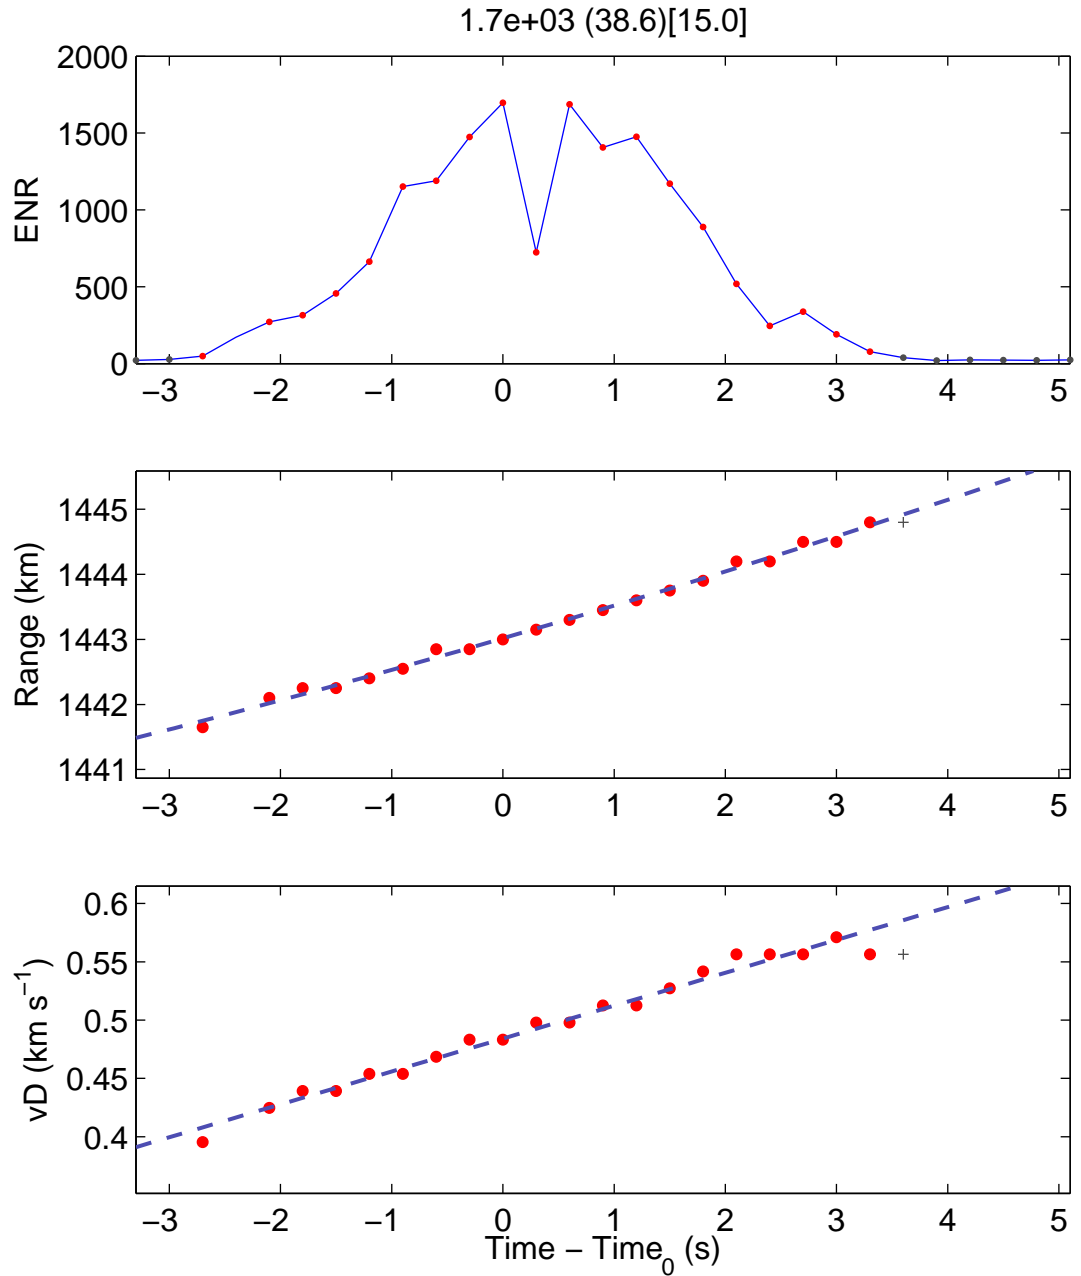 1.7e+03 (38.6)[15.0]
2000
1500
1000
500
0
ENR
−3 −2 −1 0 1 2 3 4 5
1445
1444
1443
1442
1441
Range (km)
−3 −2 −1 0 1 2 3 4 5
0.6
0.55
0.5
0.45
0.4
vD (km s⁻¹)
−3 −2 −1 0 1 2 3 4 5
Time − Time₀ (s)